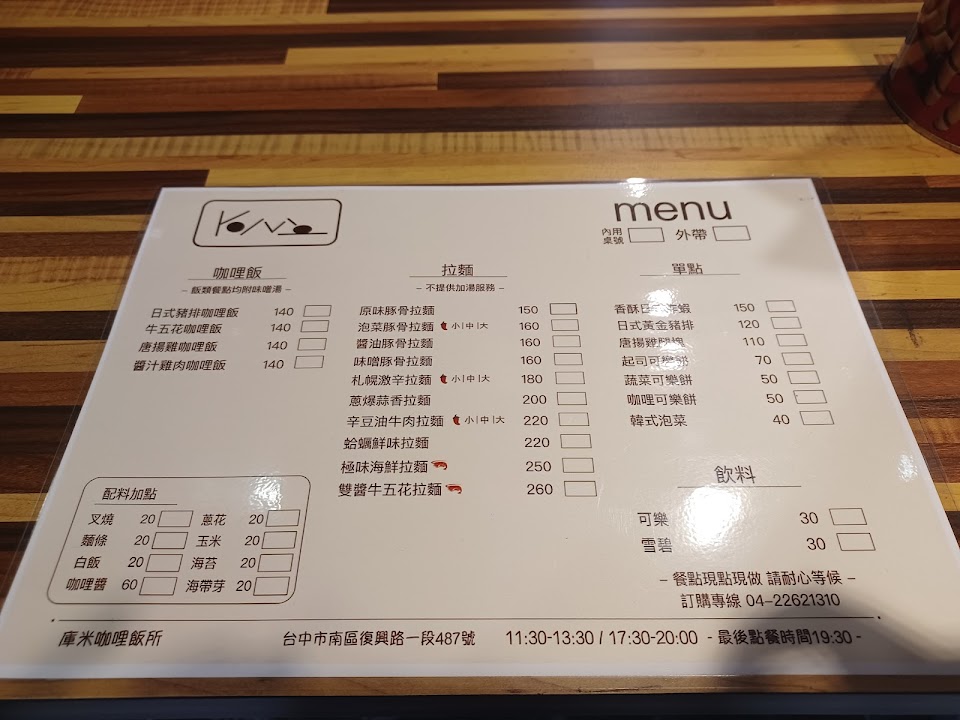 menu
內用
桌號
外帶
咖哩飯
– 飯類餐點均附味噌湯 –
日式豬排咖哩飯 140
牛五花咖哩飯 140
唐揚雞咖哩飯 140
醬汁雞肉咖哩飯 140
拉麵
– 不提供加湯服務 –
原味豚骨拉麵 150
泡菜豚骨拉麵 小|中|大 160
醬油豚骨拉麵 160
味噌豚骨拉麵 160
札幌激辛拉麵 小|中|大 180
蔥爆蒜香拉麵 200
辛豆油牛肉拉麵 小|中|大 220
蛤蠣鮮味拉麵 220
極味海鮮拉麵 250
雙醬牛五花拉麵 260
單點
香酥日式炸蝦 150
日式黃金豬排 120
唐揚雞腿塊 110
起司可樂餅 70
蔬菜可樂餅 50
咖哩可樂餅 50
韓式泡菜 40
飲料
可樂 30
雪碧 30
配料加點
叉燒 20 蔥花 20
麵條 20 玉米 20
白飯 20 海苔 20
咖哩醬 60 海帶芽 20
– 餐點現點現做 請耐心等候 –
訂購專線 04-22621310
庫米咖哩飯所 台中市南區復興路一段487號 11:30-13:30 / 17:30-20:00 - 最後點餐時間19:30 -